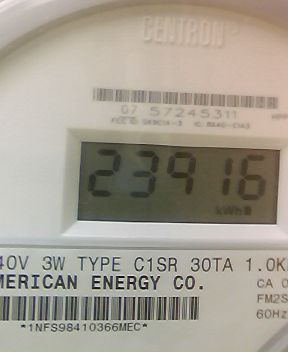 CENTRON
07 57245311
23916
kWh
40V 3W TYPE C1SR 30TA 1.0K
MERICAN ENERGY CO.
CA 0
FM2S
60Hz
*1NFS98410366MEC*